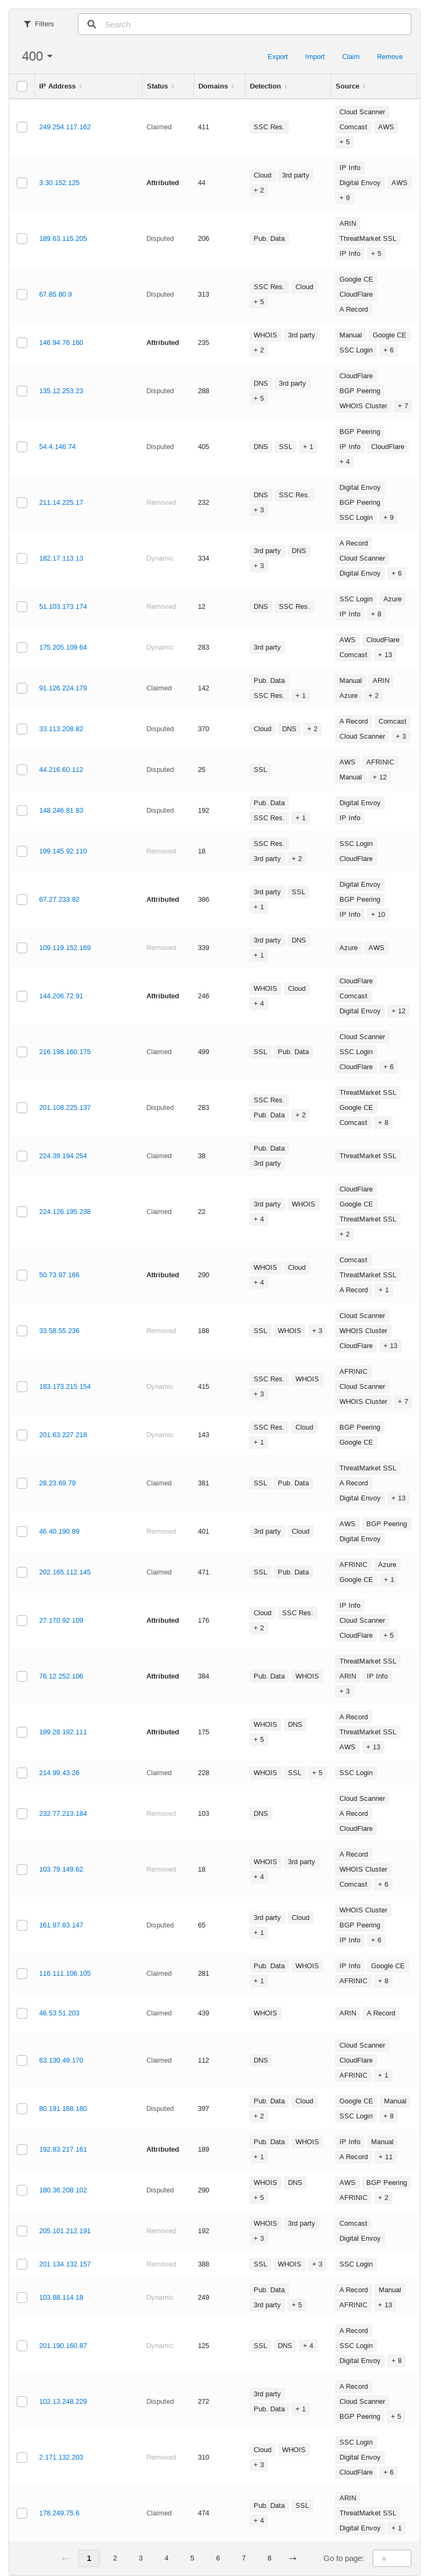 Filters Search
400 Export Import Claim Remove
IP Address Status Domains Detection Source
Cloud Scanner
249.254.117.162 Claimed 411 SSC Res. Comcast AWS
+ 5
IP Info
3.30.152.125 Attributed 44 Cloud 3rd party + 2 Digital Envoy AWS
+ 9
ARIN
189.63.115.205 Disputed 206 Pub. Data ThreatMarket SSL
IP Info + 5
Google CE
67.85.80.9 Disputed 313 SSC Res. Cloud + 5 CloudFlare
A Record
146.94.76.160 Attributed 235 WHOIS 3rd party + 2 Manual Google CE
SSC Login + 6
CloudFlare
135.12.253.23 Disputed 288 DNS 3rd party + 5 BGP Peering
WHOIS Cluster + 7
BGP Peering
54.4.146.74 Disputed 405 DNS SSL + 1 IP Info CloudFlare
+ 4
Digital Envoy
211.14.225.17 Removed 232 DNS SSC Res. + 3 BGP Peering
SSC Login + 9
A Record
182.17.113.13 Dynamic 334 3rd party DNS + 3 Cloud Scanner
Digital Envoy + 6
51.103.173.174 Removed 12 DNS SSC Res. SSC Login Azure
IP Info + 8
175.205.109.64 Dynamic 283 3rd party AWS CloudFlare
Comcast + 13
91.126.224.179 Claimed 142 Pub. Data SSC Res. + 1 Manual ARIN
Azure + 2
33.113.208.82 Disputed 370 Cloud DNS + 2 A Record Comcast
Cloud Scanner + 3
44.216.60.112 Disputed 25 SSL AWS AFRINIC
Manual + 12
148.246.81.83 Disputed 192 Pub. Data SSC Res. + 1 Digital Envoy
IP Info
199.145.92.110 Removed 18 SSC Res. 3rd party + 2 SSC Login
CloudFlare
Digital Envoy
67.27.233.92 Attributed 386 3rd party SSL + 1 BGP Peering
IP Info + 10
109.119.152.169 Removed 339 3rd party DNS + 1 Azure AWS
CloudFlare
144.206.72.91 Attributed 246 WHOIS Cloud + 4 Comcast
Digital Envoy + 12
Cloud Scanner
216.198.160.175 Claimed 499 SSL Pub. Data SSC Login
CloudFlare + 6
ThreatMarket SSL
201.108.225.137 Disputed 283 SSC Res. Pub. Data + 2 Google CE
Comcast + 8
224.39.194.254 Claimed 38 Pub. Data 3rd party ThreatMarket SSL
CloudFlare
224.126.195.238 Claimed 22 3rd party WHOIS + 4 Google CE
ThreatMarket SSL
+ 2
Comcast
50.73.97.166 Attributed 290 WHOIS Cloud + 4 ThreatMarket SSL
A Record + 1
Cloud Scanner
33.58.55.236 Removed 188 SSL WHOIS + 3 WHOIS Cluster
CloudFlare + 13
AFRINIC
183.173.215.154 Dynamic 415 SSC Res. WHOIS + 3 Cloud Scanner
WHOIS Cluster + 7
201.63.227.218 Dynamic 143 SSC Res. Cloud + 1 BGP Peering
Google CE
ThreatMarket SSL
28.23.69.79 Claimed 381 SSL Pub. Data A Record
Digital Envoy + 13
46.40.190.89 Removed 401 3rd party Cloud AWS BGP Peering
Digital Envoy
202.165.112.145 Claimed 471 SSL Pub. Data AFRINIC Azure
Google CE + 1
IP Info
27.170.92.109 Attributed 176 Cloud SSC Res. + 2 Cloud Scanner
CloudFlare + 5
ThreatMarket SSL
76.12.252.106 Attributed 384 Pub. Data WHOIS ARIN IP Info
+ 3
A Record
199.28.192.111 Attributed 175 WHOIS DNS + 5 ThreatMarket SSL
AWS + 13
214.99.43.26 Claimed 228 WHOIS SSL + 5 SSC Login
Cloud Scanner
232.77.213.184 Removed 103 DNS A Record
CloudFlare
A Record
103.79.149.62 Removed 18 WHOIS 3rd party + 4 WHOIS Cluster
Comcast + 6
WHOIS Cluster
161.97.83.147 Disputed 65 3rd party Cloud + 1 BGP Peering
IP Info + 6
116.111.106.105 Claimed 281 Pub. Data WHOIS + 1 IP Info Google CE
AFRINIC + 8
46.53.51.203 Claimed 439 WHOIS ARIN A Record
Cloud Scanner
63.130.49.170 Claimed 112 DNS CloudFlare
AFRINIC + 1
80.191.168.180 Disputed 397 Pub. Data Cloud + 2 Google CE Manual
SSC Login + 8
192.83.217.161 Attributed 189 Pub. Data WHOIS + 1 IP Info Manual
A Record + 11
180.36.208.102 Disputed 290 WHOIS DNS + 5 AWS BGP Peering
AFRINIC + 2
205.101.212.191 Removed 192 WHOIS 3rd party + 3 Comcast
Digital Envoy
201.134.132.157 Removed 388 SSL WHOIS + 3 SSC Login
103.88.114.18 Dynamic 249 Pub. Data 3rd party + 5 A Record Manual
AFRINIC + 13
A Record
201.190.160.87 Dynamic 125 SSL DNS + 4 SSC Login
Digital Envoy + 8
A Record
102.13.248.229 Disputed 272 3rd party Pub. Data + 1 Cloud Scanner
BGP Peering + 5
SSC Login
2.171.132.203 Removed 310 Cloud WHOIS + 3 Digital Envoy
CloudFlare + 6
ARIN
178.249.75.6 Claimed 474 Pub. Data SSL + 4 ThreatMarket SSL
Digital Envoy + 1
← 1 2 3 4 5 6 7 8 → Go to page: #